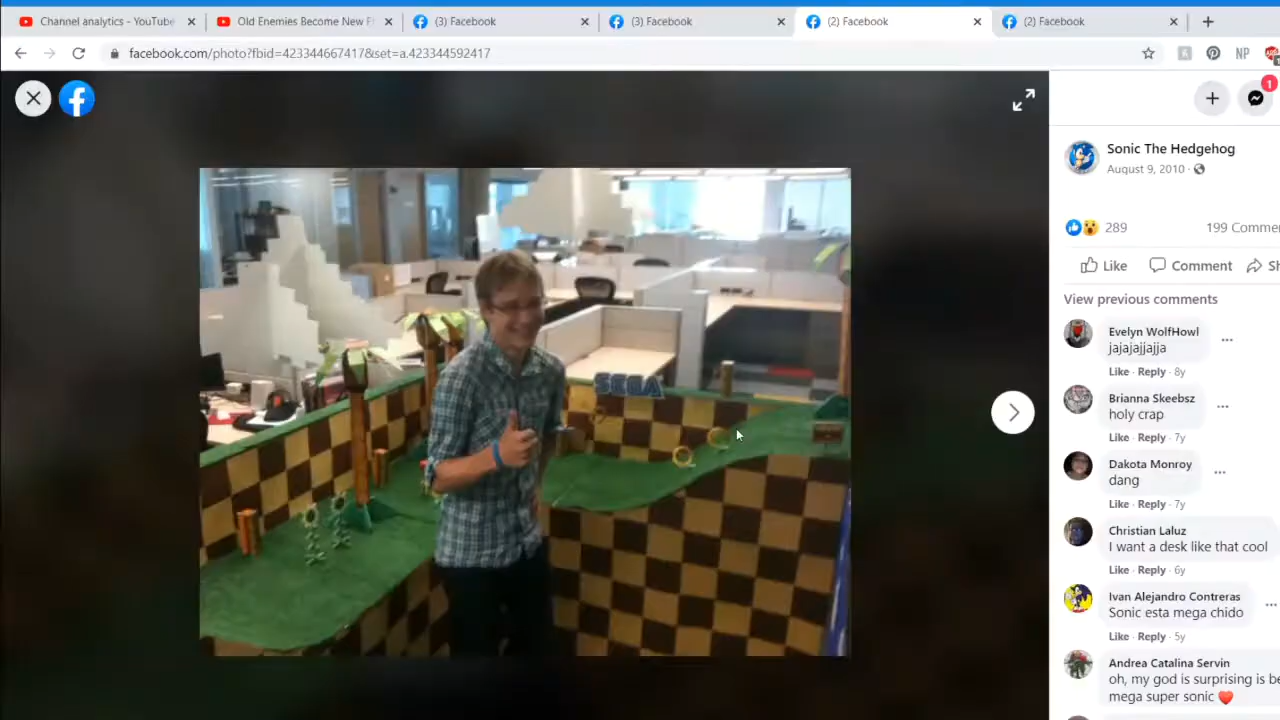 Channel analytics - YouTube
Old Enemies Become New F
(3) Facebook
(3) Facebook
(2) Facebook
(2) Facebook
facebook.com/photo?fbid=423344667417&set=a.423344592417
NP
1
Sonic The Hedgehog
August 9, 2010
289
199 Comme
Like
Comment
Sh
View previous comments
Evelyn WolfHowl
jajajajjajja
Like · Reply · 8y
Brianna Skeebsz
holy crap
Like · Reply · 7y
Dakota Monroy
dang
Like · Reply · 7y
Christian Laluz
I want a desk like that cool
Like · Reply · 6y
Ivan Alejandro Contreras
Sonic esta mega chido
Like · Reply · 5y
Andrea Catalina Servin
oh, my god is surprising is be
mega super sonic
SEGA